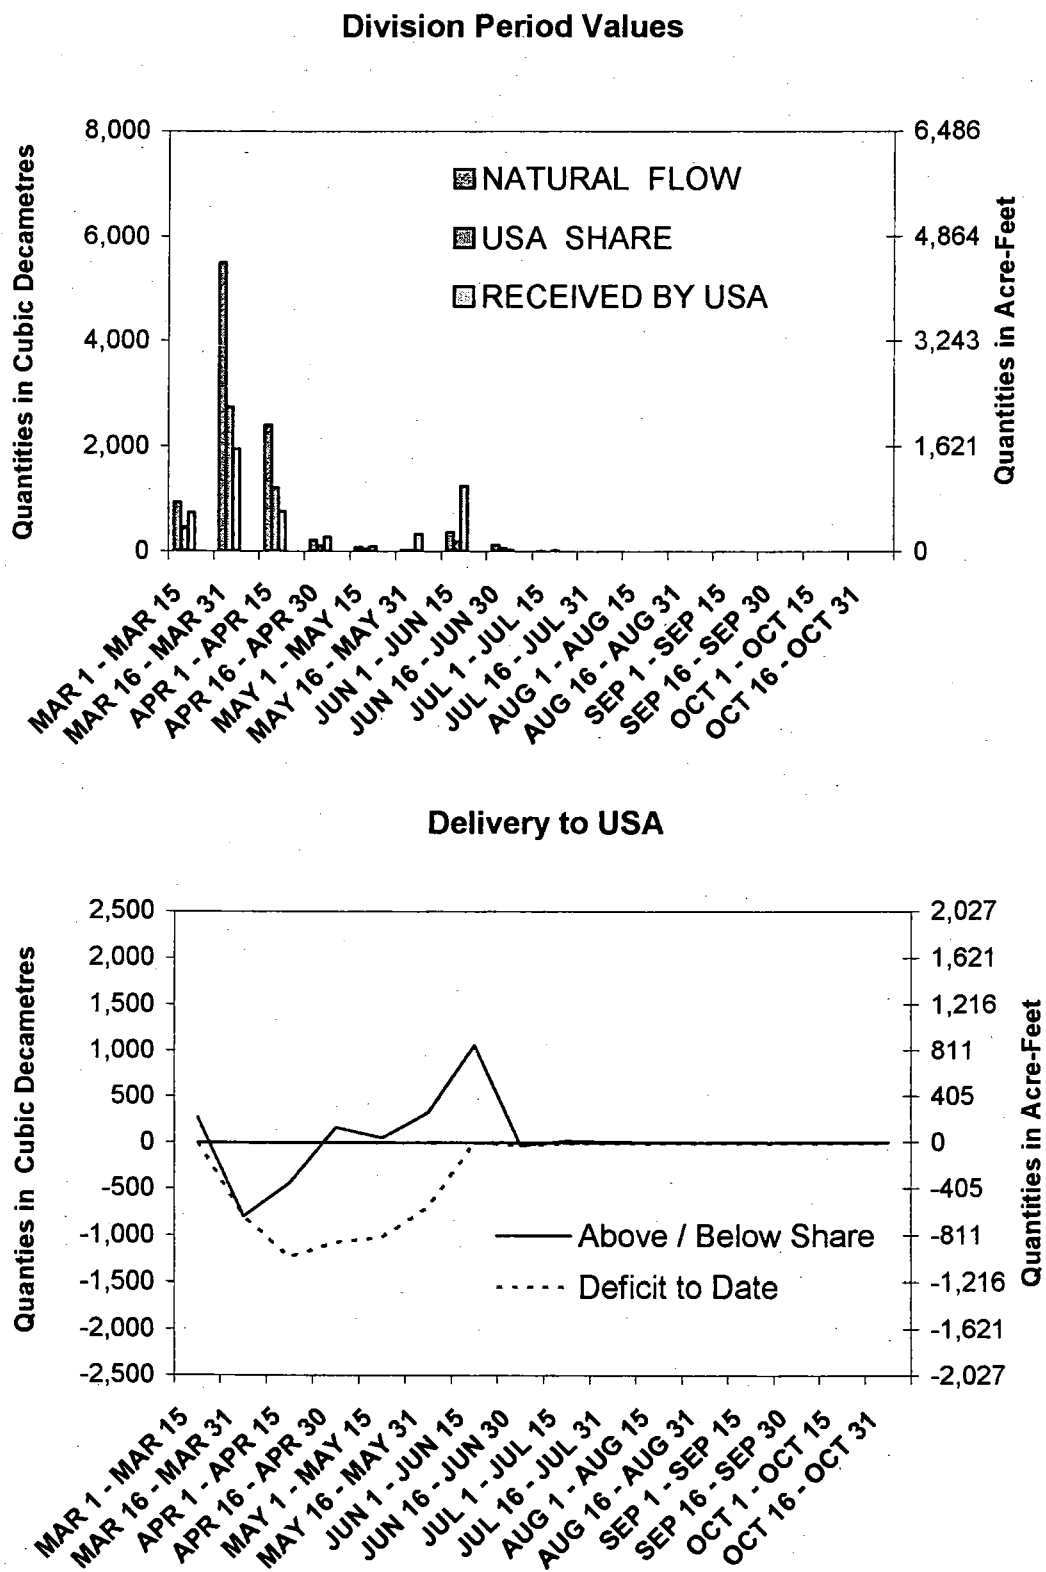 Division Period Values
8,000
6,000
4,000
2,000
0
Quantities in Cubic Decametres
6,486
4,864
3,243
1,621
0
Quantities in Acre-Feet
NATURAL FLOW
USA SHARE
RECEIVED BY USA
MAR 1 - MAR 15
MAR 16 - MAR 31
APR 1 - APR 15
APR 16 - APR 30
MAY 1 - MAY 15
MAY 16 - MAY 31
JUN 1 - JUN 15
JUN 16 - JUN 30
JUL 1 - JUL 15
JUL 16 - JUL 31
AUG 1 - AUG 15
AUG 16 - AUG 31
SEP 1 - SEP 15
SEP 16 - SEP 30
OCT 1 - OCT 15
OCT 16 - OCT 31
Delivery to USA
2,500
2,000
1,500
1,000
500
0
-500
-1,000
-1,500
-2,000
-2,500
Quanties in Cubic Decametres
2,027
1,621
1,216
811
405
0
-405
-811
-1,216
-1,621
-2,027
Quantities in Acre-Feet
Above / Below Share
Deficit to Date
MAR 1 - MAR 15
MAR 16 - MAR 31
APR 1 - APR 15
APR 16 - APR 30
MAY 1 - MAY 15
MAY 16 - MAY 31
JUN 1 - JUN 15
JUN 16 - JUN 30
JUL 1 - JUL 15
JUL 16 - JUL 31
AUG 1 - AUG 15
AUG 16 - AUG 31
SEP 1 - SEP 15
SEP 16 - SEP 30
OCT 1 - OCT 15
OCT 16 - OCT 31